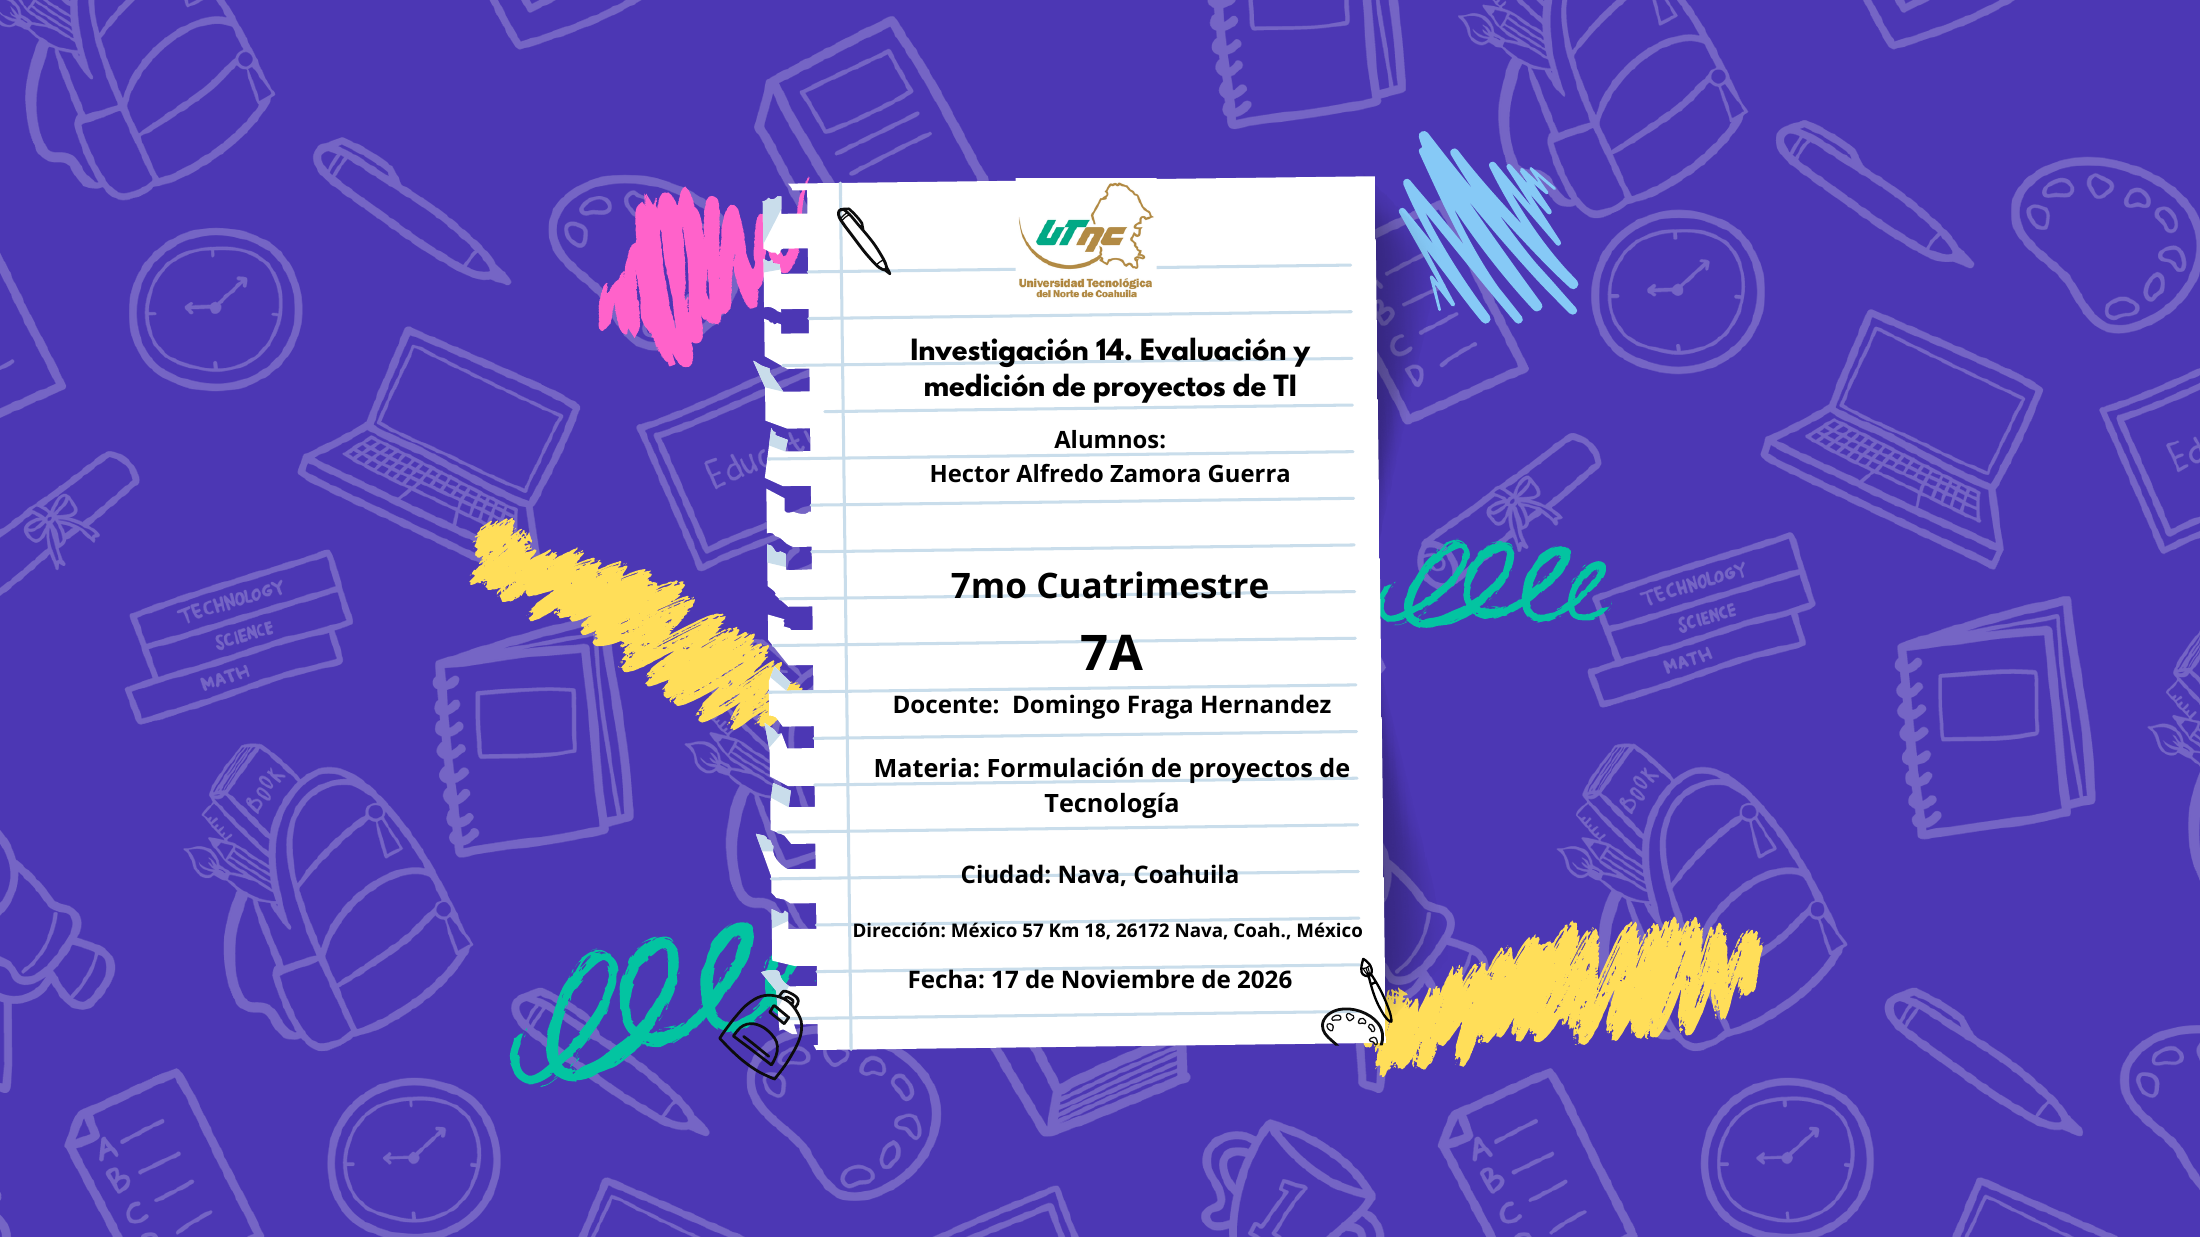 UTNC
Universidad Tecnológica
del Norte de Coahuila
Investigación 14. Evaluación y
medición de proyectos de TI
Alumnos:
Hector Alfredo Zamora Guerra
7mo Cuatrimestre
7A
Docente: Domingo Fraga Hernandez
Materia: Formulación de proyectos de
Tecnología
Ciudad: Nava, Coahuila
Dirección: México 57 Km 18, 26172 Nava, Coah., México
Fecha: 17 de Noviembre de 2026
TECHNOLOGY
SCIENCE
MATH
BOOK
TECHNOLOGY
SCIENCE
MATH
BOOK
B
C
D
A
B
C
A
B
C
1